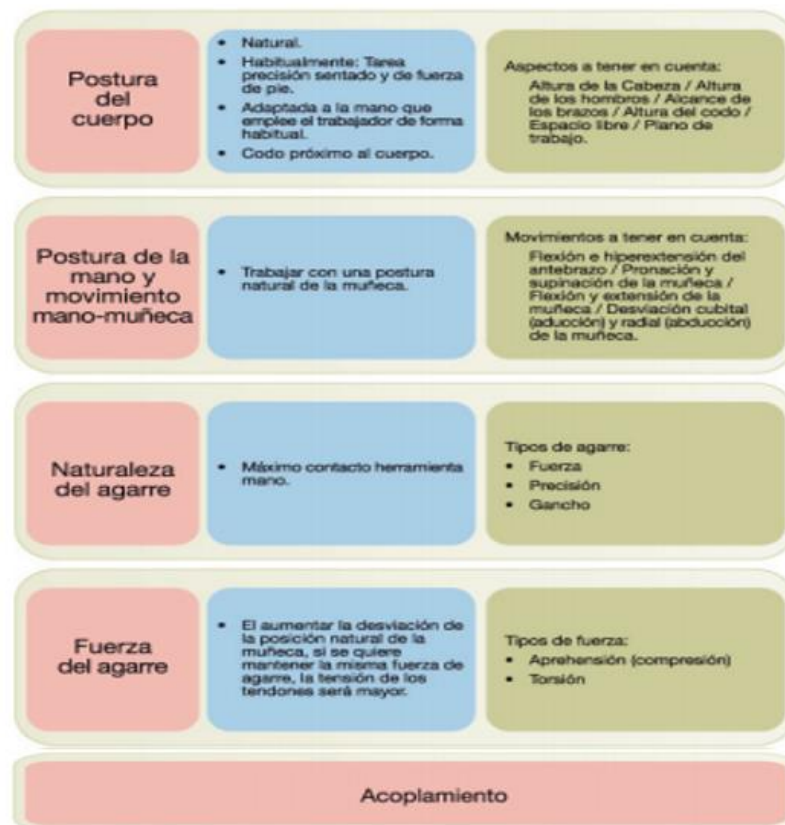 Postura
del
cuerpo
• Natural.
• Habitualmente: Tarea
precisión sentado y de fuerza
de pie.
• Adaptada a la mano que
emplee el trabajador de forma
habitual.
• Codo próximo al cuerpo.
Aspectos a tener en cuenta:
Altura de la Cabeza / Altura
de los hombros / Alcance de
los brazos / Altura del codo /
Espacio libre / Plano de
trabajo.
Postura de la
mano y
movimiento
mano-muñeca
• Trabajar con una postura
natural de la muñeca.
Movimientos a tener en cuenta:
Flexión e hiperextensión del
antebrazo / Pronación y
supinación de la muñeca /
Flexión y extensión de la
muñeca / Desviación cubital
(aducción) y radial (abducción)
de la muñeca.
Naturaleza
del agarre
• Máximo contacto herramienta
mano.
Tipos de agarre:
• Fuerza
• Precisión
• Gancho
Fuerza
del agarre
• El aumentar la desviación de
la posición natural de la
muñeca, si se quiere
mantener la misma fuerza de
agarre, la tensión de los
tendones será mayor.
Tipos de fuerza:
• Aprehensión (compresión)
• Torsión
Acoplamiento